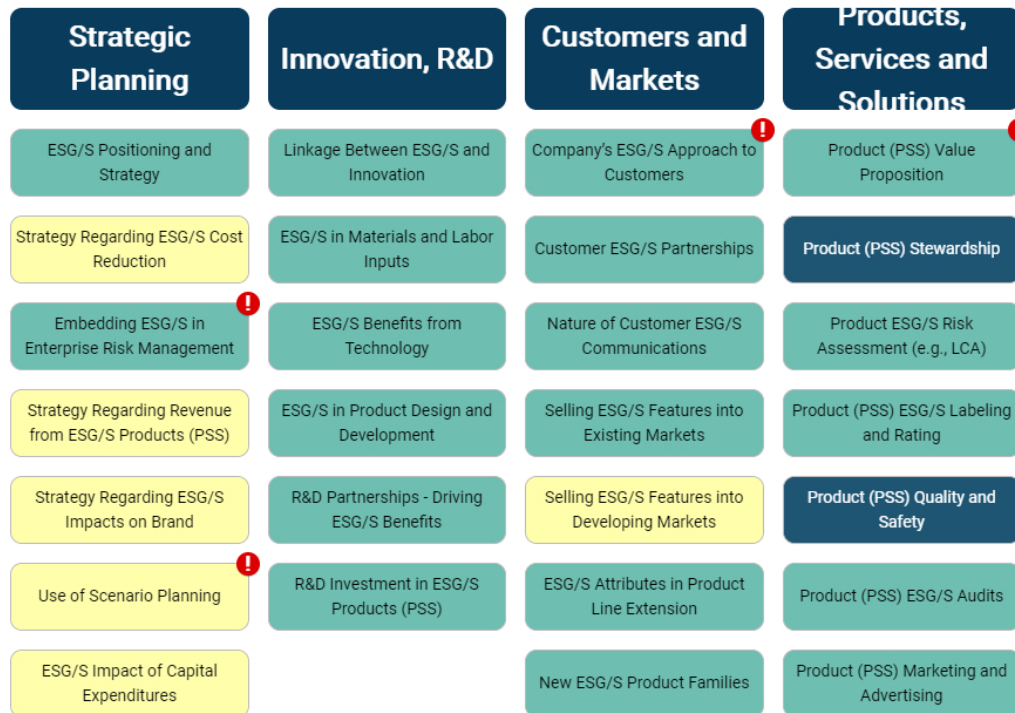 Strategic
Planning
ESG/S Positioning and
Strategy
Strategy Regarding ESG/S Cost
Reduction
Embedding ESG/S in
Enterprise Risk Management
!
Strategy Regarding Revenue
from ESG/S Products (PSS)
Strategy Regarding ESG/S
Impacts on Brand
Use of Scenario Planning
!
ESG/S Impact of Capital
Expenditures
Innovation, R&D
Linkage Between ESG/S and
Innovation
ESG/S in Materials and Labor
Inputs
ESG/S Benefits from
Technology
ESG/S in Product Design and
Development
R&D Partnerships - Driving
ESG/S Benefits
R&D Investment in ESG/S
Products (PSS)
Customers and
Markets
Company's ESG/S Approach to
Customers
!
Customer ESG/S Partnerships
Nature of Customer ESG/S
Communications
Selling ESG/S Features into
Existing Markets
Selling ESG/S Features into
Developing Markets
ESG/S Attributes in Product
Line Extension
New ESG/S Product Families
Products,
Services and
Solutions
Product (PSS) Value
Proposition
!
Product (PSS) Stewardship
Product ESG/S Risk
Assessment (e.g., LCA)
Product (PSS) ESG/S Labeling
and Rating
Product (PSS) Quality and
Safety
Product (PSS) ESG/S Audits
Product (PSS) Marketing and
Advertising